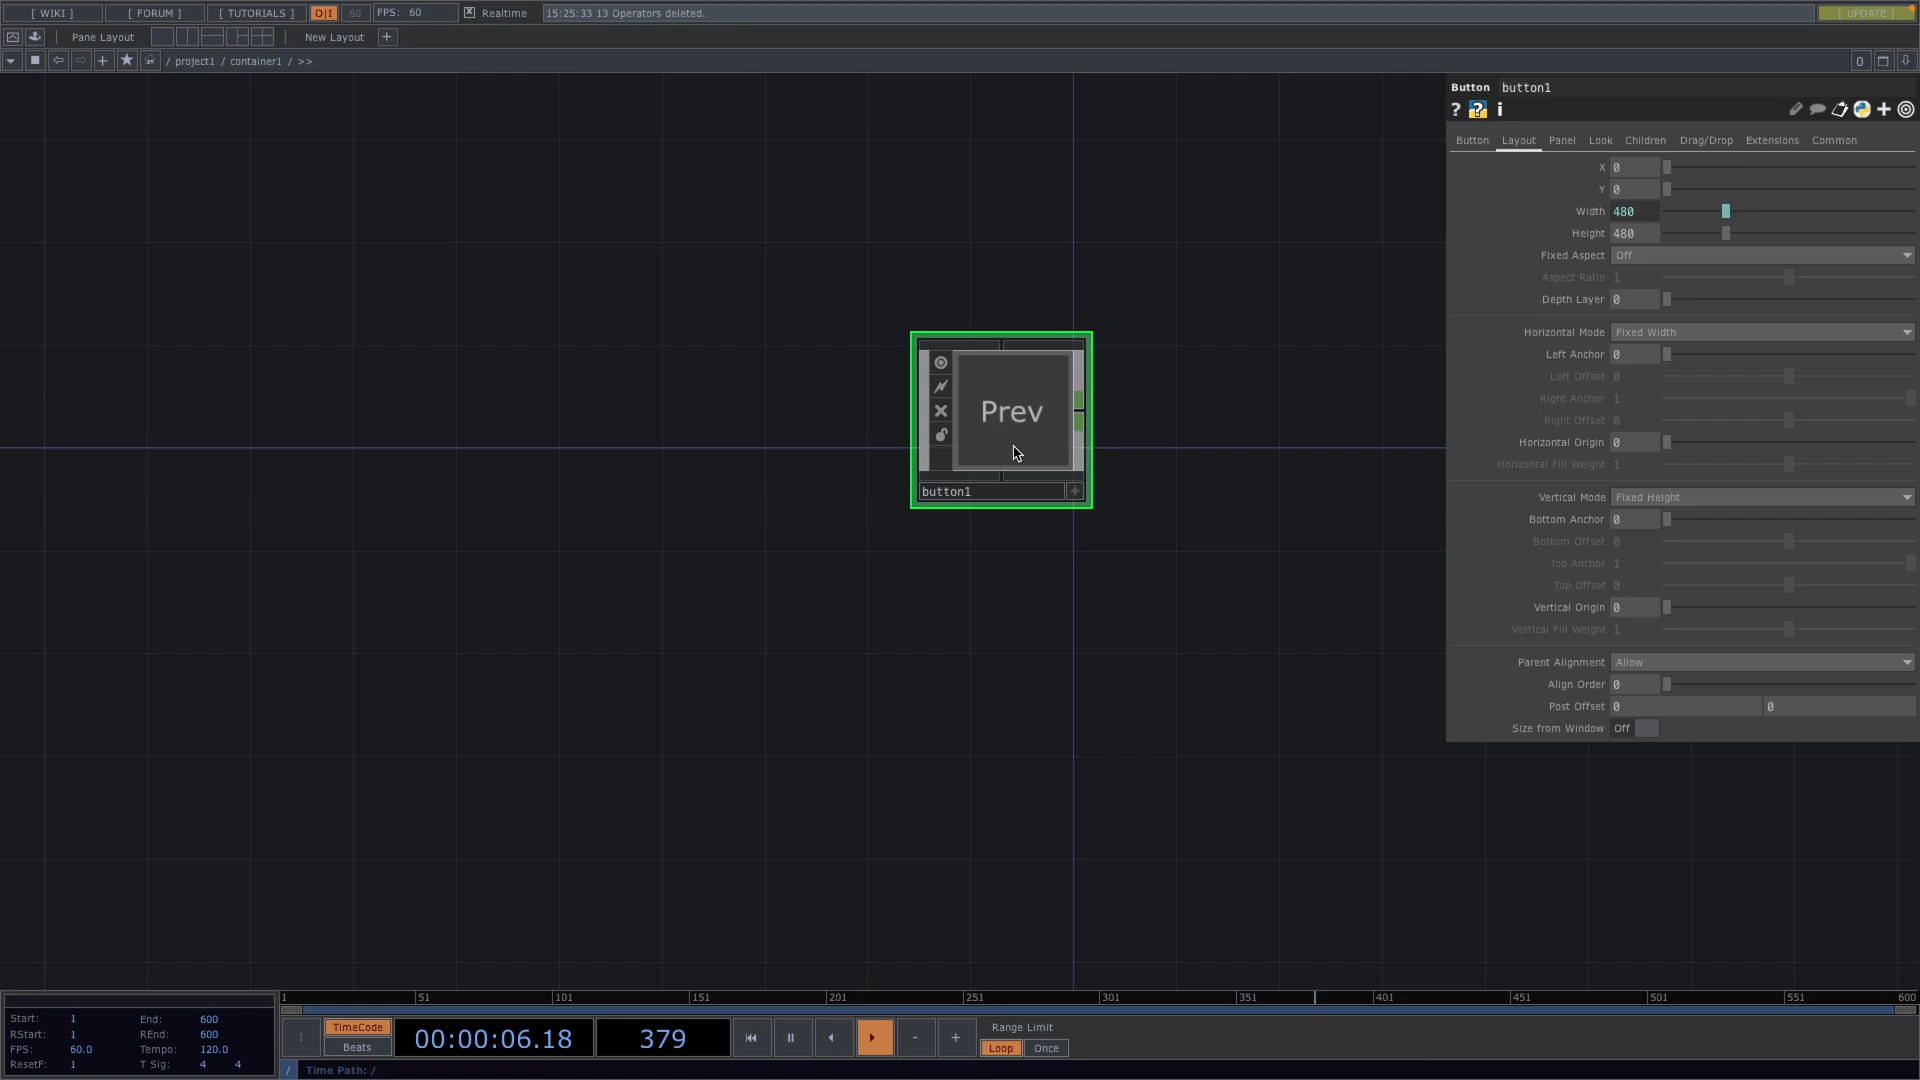 [ WIKI ] [ FORUM ] [ TUTORIALS ] O|I 60 FPS: 60 Realtime 15:25:33 13 Operators deleted. [ UPDATE ]
Pane Layout New Layout +
/ project1 / container1 / >> 0
Button button1
? ? i
Button Layout Panel Look Children Drag/Drop Extensions Common
X 0
Y 0
Width 480
Height 480
Fixed Aspect Off
Aspect Ratio 1
Depth Layer 0
Horizontal Mode Fixed Width
Left Anchor 0
Left Offset 0
Right Anchor 1
Right Offset 0
Horizontal Origin 0
Horizontal Fill Weight 1
Vertical Mode Fixed Height
Bottom Anchor 0
Bottom Offset 0
Top Anchor 1
Top Offset 0
Vertical Origin 0
Vertical Fill Weight 1
Parent Alignment Allow
Align Order 0
Post Offset 0 0
Size from Window Off
Prev
button1
1 51 101 151 201 251 301 351 401 451 501 551 600
Start: 1 End: 600
RStart: 1 REnd: 600
FPS: 60.0 Tempo: 120.0
ResetF: 1 T Sig: 4 4
TimeCode
Beats
00:00:06.18 379
- +
Range Limit
Loop Once
/ Time Path: /